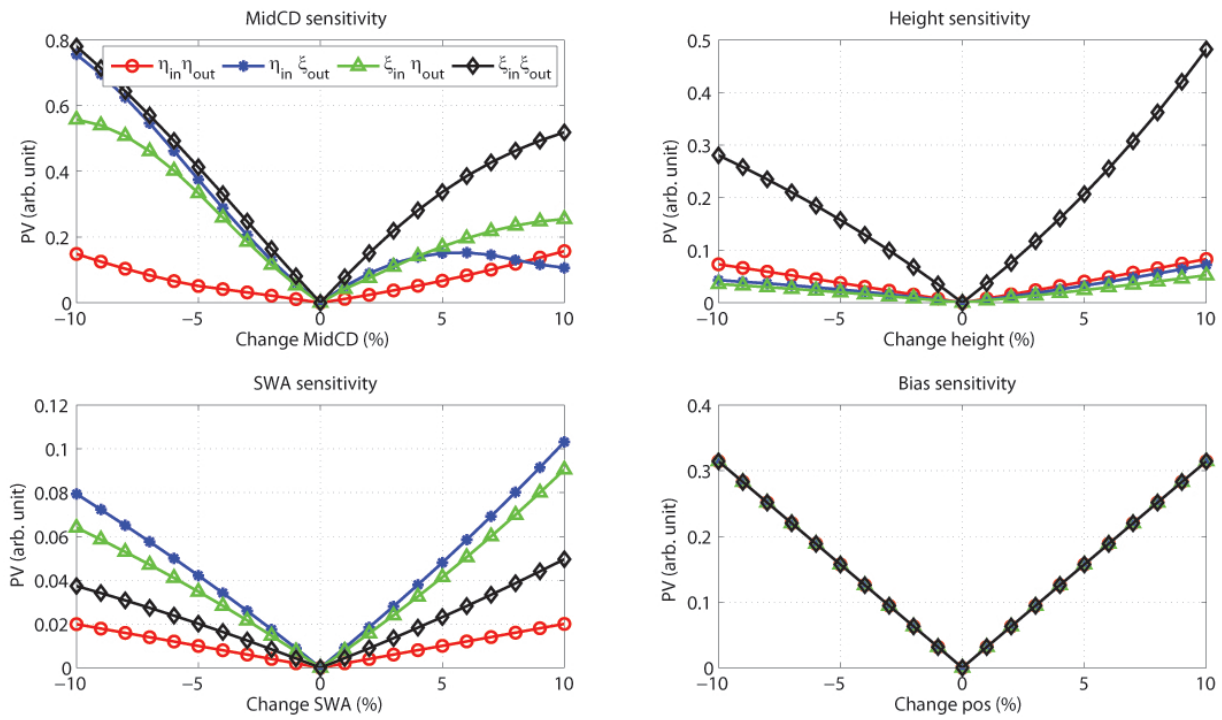 MidCD sensitivity
0.8
0.6
0.4
0.2
0
PV (arb. unit)
η_in η_out
η_in ξ_out
ξ_in η_out
ξ_in ξ_out
−10 −5 0 5 10
Change MidCD (%)
Height sensitivity
0.5
0.4
0.3
0.2
0.1
0
PV (arb. unit)
−10 −5 0 5 10
Change height (%)
SWA sensitivity
0.12
0.1
0.08
0.06
0.04
0.02
0
PV (arb. unit)
−10 −5 0 5 10
Change SWA (%)
Bias sensitivity
0.4
0.3
0.2
0.1
0
PV (arb. unit)
−10 −5 0 5 10
Change pos (%)